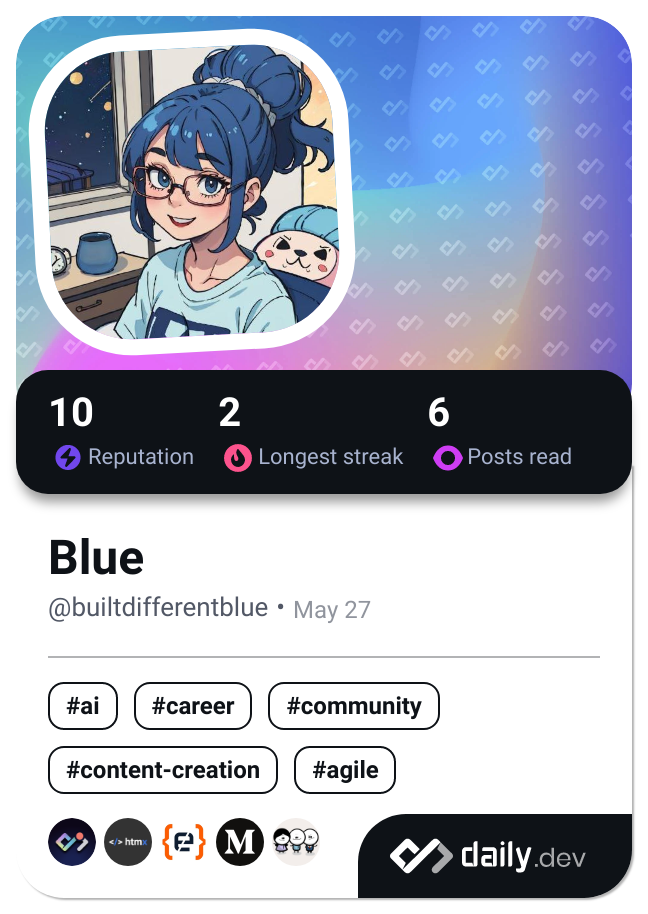 10 2 6
Reputation Longest streak Posts read
Blue
@builtdifferentblue • May 27
#ai #career #community
#content-creation #agile
</> htmx M
daily.dev